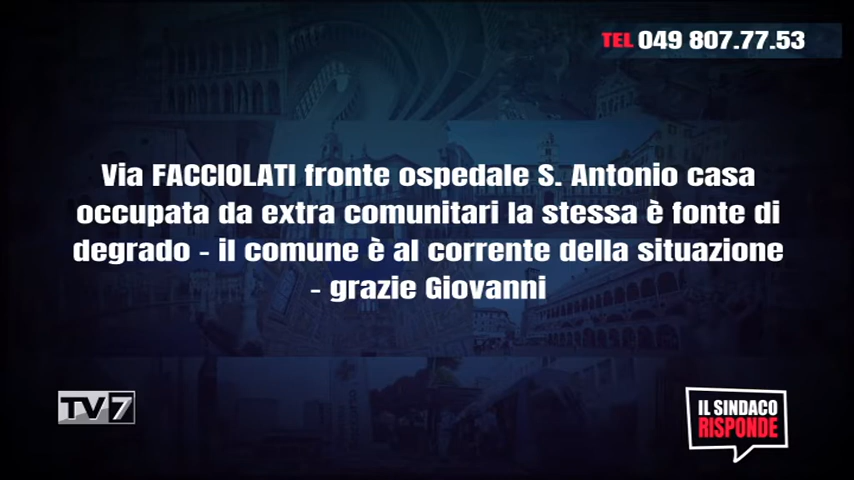 TEL 049 807.77.53
Via FACCIOLATI fronte ospedale S. Antonio casa
occupata da extra comunitari la stessa è fonte di
degrado - il comune è al corrente della situazione
- grazie Giovanni
TV7
IL SINDACO
RISPONDE